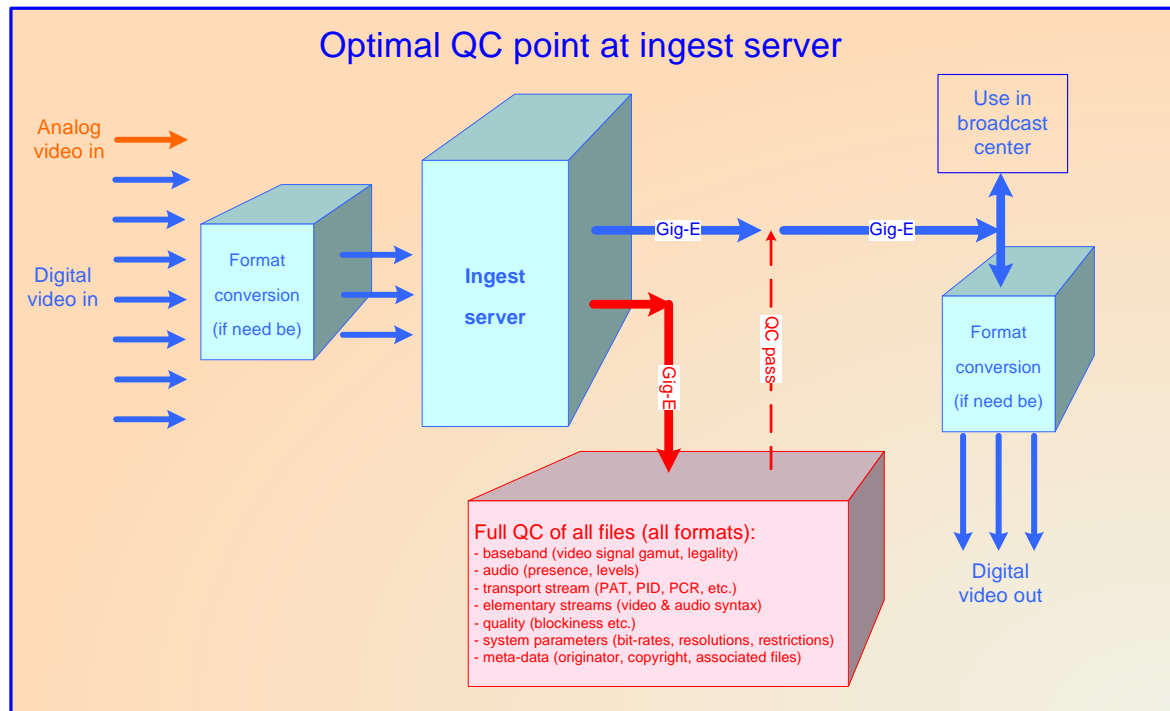 Optimal QC point at ingest server
Analog
video in
Digital
video in
Format
conversion
(if need be)
Ingest
server
Gig-E
Gig-E
Gig-E
QC pass
Use in
broadcast
center
Format
conversion
(if need be)
Digital
video out
Full QC of all files (all formats):
- baseband (video signal gamut, legality)
- audio (presence, levels)
- transport stream (PAT, PID, PCR, etc.)
- elementary streams (video & audio syntax)
- quality (blockiness etc.)
- system parameters (bit-rates, resolutions, restrictions)
- meta-data (originator, copyright, associated files)